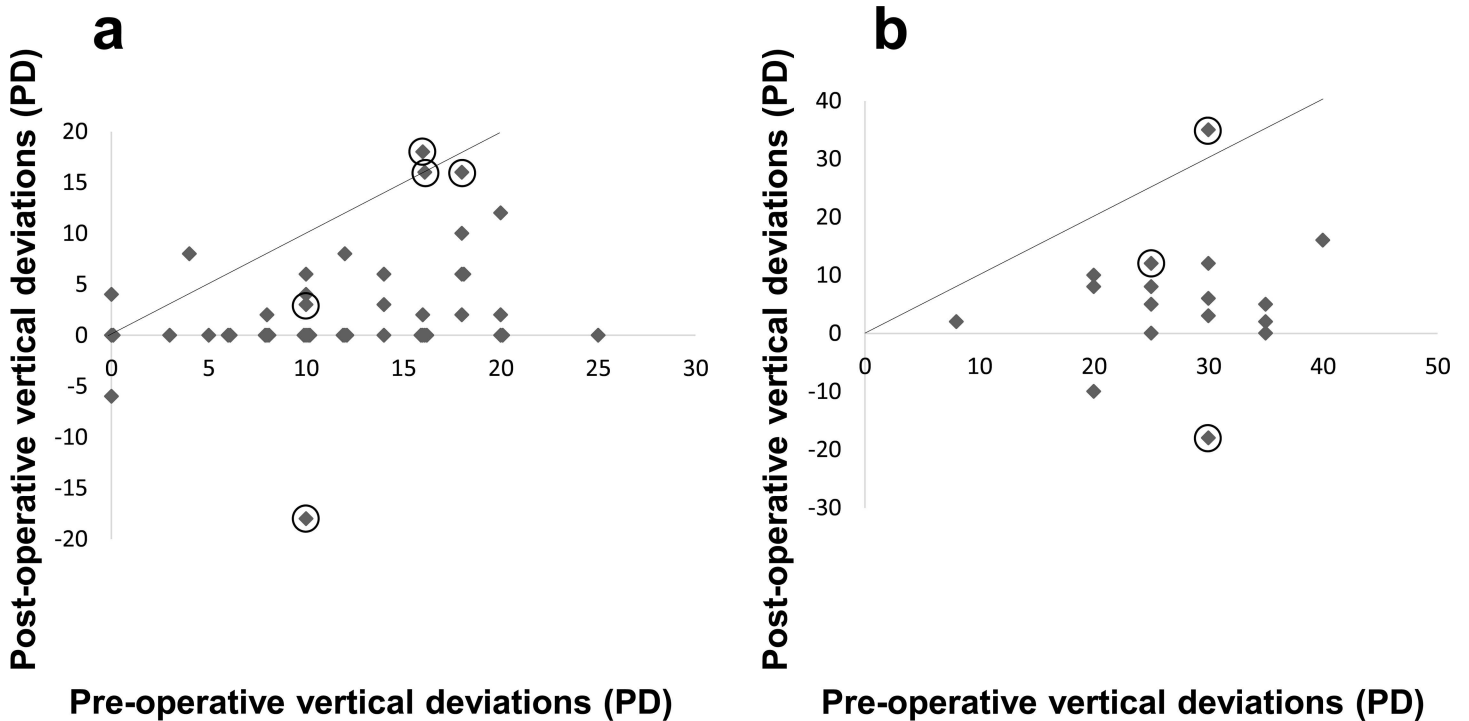 a
Post-operative vertical deviations (PD)
20
15
10
5
0
-5
-10
-15
-20
0 5 10 15 20 25 30
Pre-operative vertical deviations (PD)
b
Post-operative vertical deviations (PD)
40
30
20
10
0
-10
-20
-30
0 10 20 30 40 50
Pre-operative vertical deviations (PD)